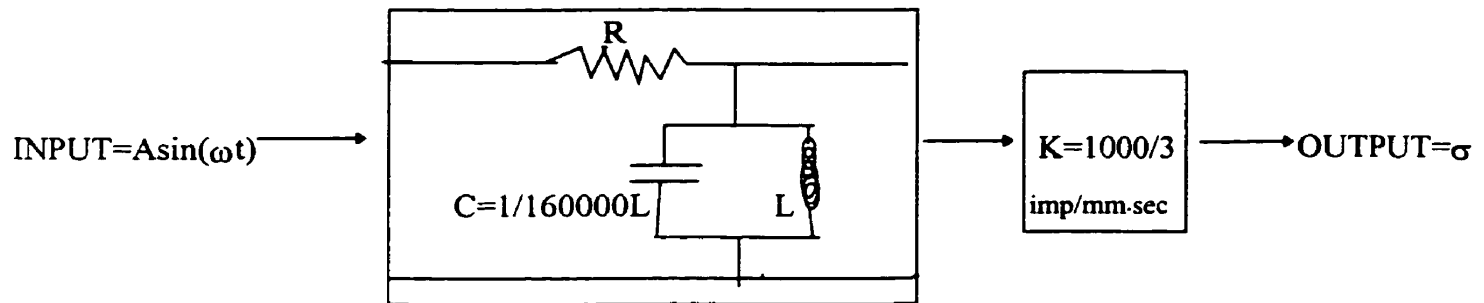 R
INPUT=Asin(ωt)
K=1000/3
OUTPUT=σ
C=1/160000L
L
imp/mm·sec